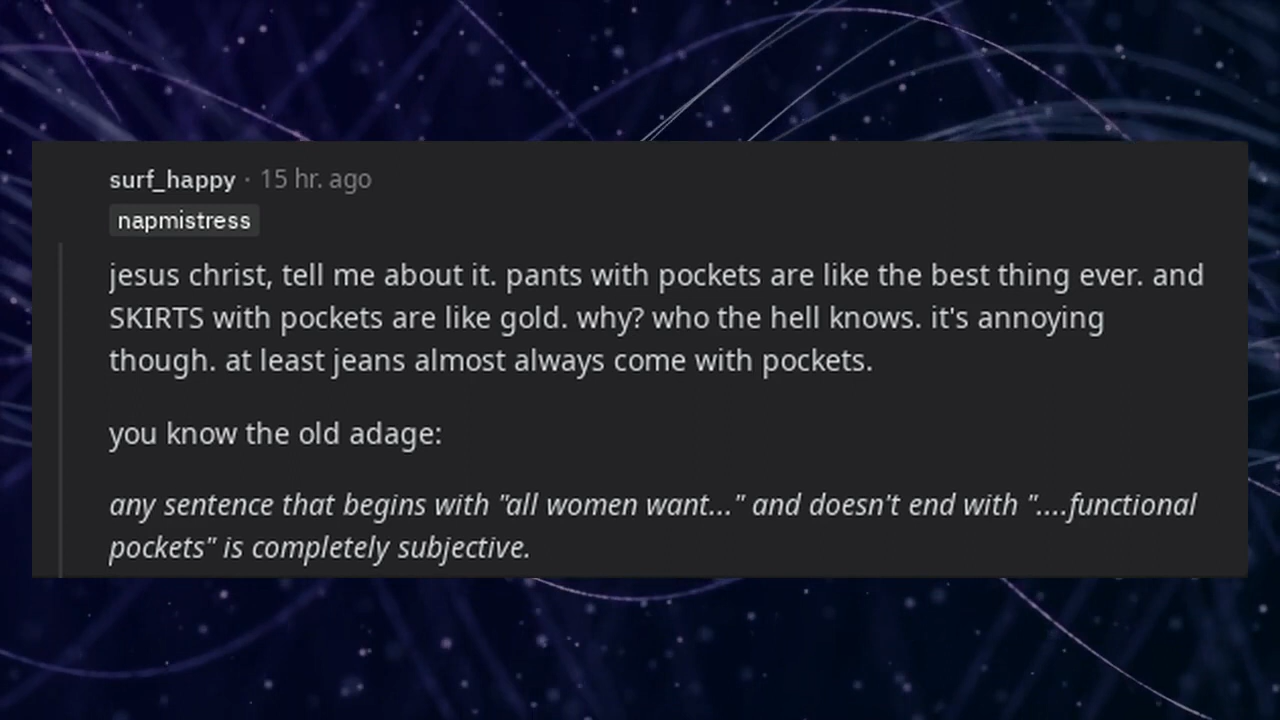 surf_happy · 15 hr. ago
napmistress
jesus christ, tell me about it. pants with pockets are like the best thing ever. and
SKIRTS with pockets are like gold. why? who the hell knows. it's annoying
though. at least jeans almost always come with pockets.
you know the old adage:
any sentence that begins with "all women want..." and doesn't end with "....functional
pockets" is completely subjective.